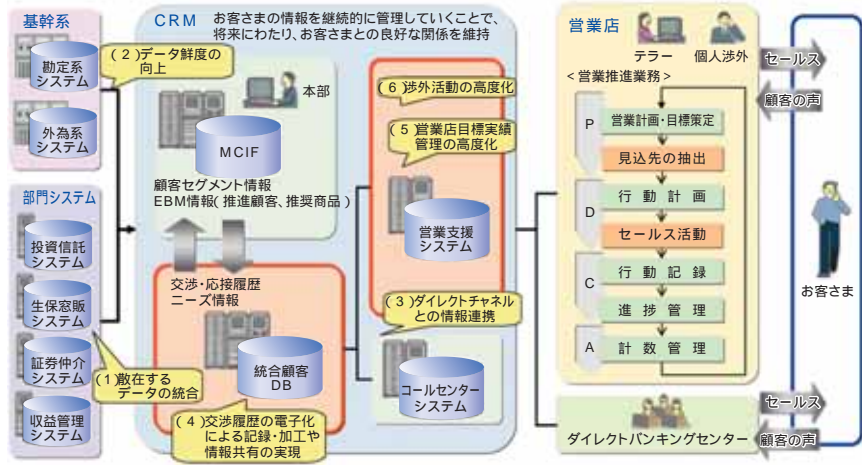 基幹系
勘定系
システム
外為系
システム
部門システム
投資信託
システム
生保窓販
システム
証券仲介
システム
収益管理
システム
(1)散在する
データの統合
(2)データ鮮度の
向上
CRM
お客さまの情報を継続的に管理していくことで、
将来にわたり、お客さまとの良好な関係を維持
本部
MCIF
顧客セグメント情報
EBM情報(推進顧客、推奨商品)
交渉・応接履歴
ニーズ情報
統合顧客
DB
(4)交渉履歴の電子化
による記録・加工や
情報共有の実現
(6)渉外活動の高度化
(5)営業店目標実績
管理の高度化
営業支援
システム
(3)ダイレクトチャネル
との情報連携
コールセンター
システム
営業店
テラー
個人渉外
<営業推進業務>
P
営業計画・目標策定
見込先の抽出
D
行動計画
セールス活動
C
行動記録
進捗管理
A
計数管理
ダイレクトバンキングセンター
セールス
顧客の声
お客さま
セールス
顧客の声